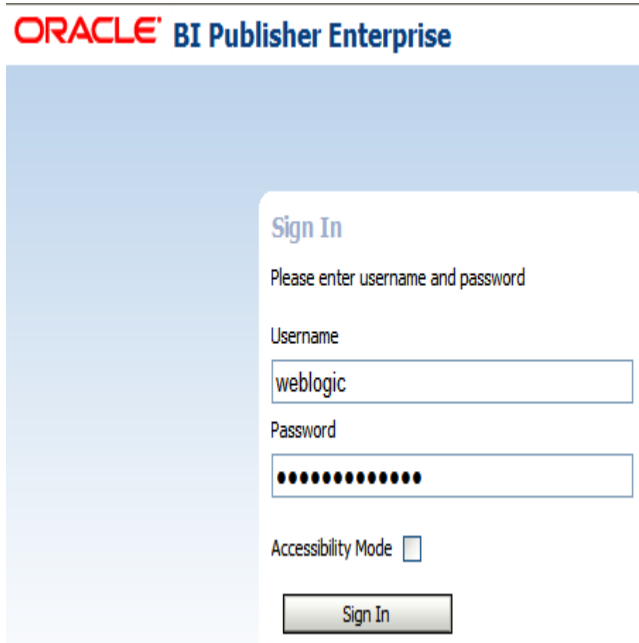 ORACLE BI Publisher Enterprise
Sign In
Please enter username and password
Username
weblogic
Password
•••••••••••••
Accessibility Mode
Sign In